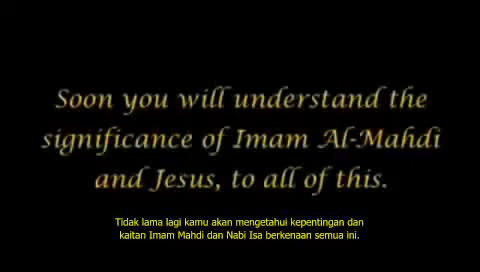 Soon you will understand the
significance of Imam Al-Mahdi
and Jesus, to all of this.
Tidak lama lagi kamu akan mengetahui kepentingan dan
kaitan Imam Mahdi dan Nabi Isa berkenaan semua ini.